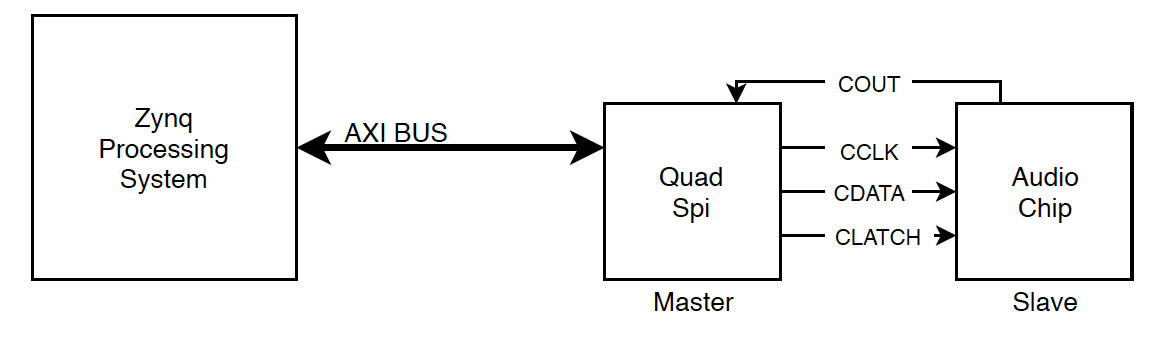 Zynq
Processing
System
AXI BUS
Quad
Spi
Master
COUT
CCLK
CDATA
CLATCH
Audio
Chip
Slave